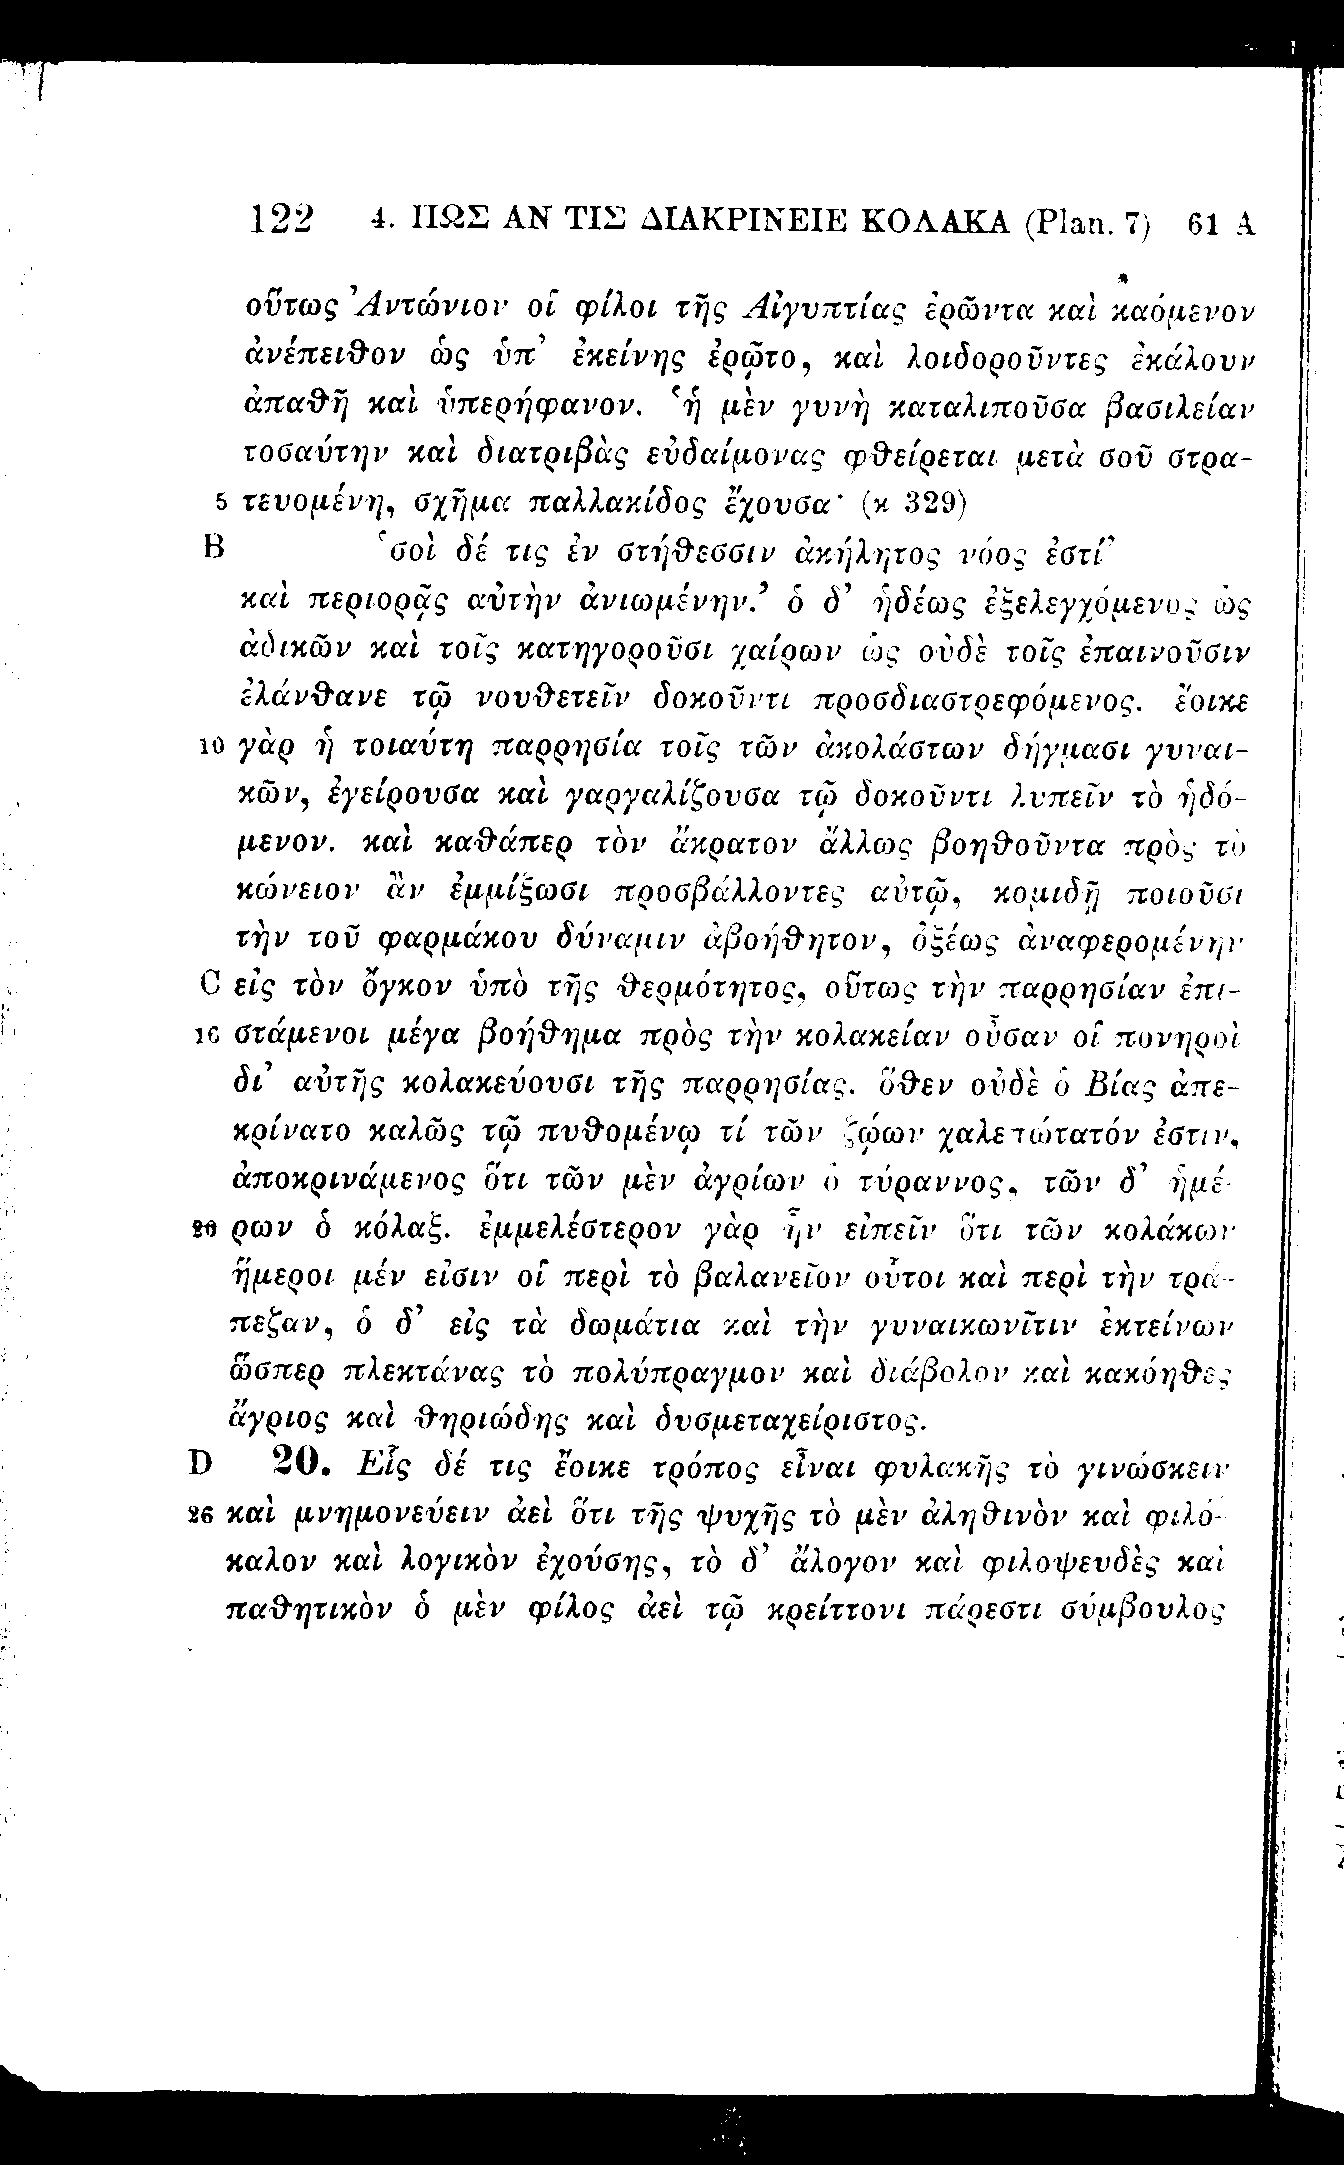 122 4. ΠΩΣ ΑΝ ΤΙΣ ΔΙΑΚΡΙΝΕΙΕ ΚΟΛΑΚΑ (Plan. 7) 61 A
οὕτως Ἀντώνιον οἱ φίλοι τῆς Αἰγυπτίας ἐρῶντα καὶ καόμενον
ἀνέπειθον ὡς ὑπ’ ἐκείνης ἐρῷτο, καὶ λοιδοροῦντες ἐκάλουν
ἀπαθῆ καὶ ὑπερήφανον. ‘ἡ μὲν γυνὴ καταλιποῦσα βασιλείαν
τοσαύτην καὶ διατριβὰς εὐδαίμονας φθείρεται μετὰ σοῦ στρα-
5 τευομένη, σχῆμα παλλακίδος ἔχουσα· (κ 329)
B ‘σοὶ δέ τις ἐν στήθεσσιν ἀκήλητος νόος ἐστί’
καὶ περιορᾷς αὐτὴν ἀνιωμένην.’ ὁ δ’ ἡδέως ἐξελεγχόμενος ὡς
ἀδικῶν καὶ τοῖς κατηγοροῦσι χαίρων ὡς οὐδὲ τοῖς ἐπαινοῦσιν
ἐλάνθανε τῷ νουθετεῖν δοκοῦντι προσδιαστρεφόμενος. ἔοικε
10 γὰρ ἡ τοιαύτη παρρησία τοῖς τῶν ἀκολάστων δήγμασι γυναι-
κῶν, ἐγείρουσα καὶ γαργαλίζουσα τῷ δοκοῦντι λυπεῖν τὸ ἡδό-
μενον. καὶ καθάπερ τὸν ἄκρατον ἄλλως βοηθοῦντα πρὸς τὸ
κώνειον ἂν ἐμμίξωσι προσβάλλοντες αὐτῷ, κομιδῇ ποιοῦσι
τὴν τοῦ φαρμάκου δύναμιν ἀβοήθητον, ὀξέως ἀναφερομένην
C εἰς τὸν ὄγκον ὑπὸ τῆς θερμότητος, οὕτως τὴν παρρησίαν ἐπι-
16 στάμενοι μέγα βοήθημα πρὸς τὴν κολακείαν οὖσαν οἱ πονηροὶ
δι’ αὐτῆς κολακεύουσι τῆς παρρησίας. ὅθεν οὐδὲ ὁ Βίας ἀπε-
κρίνατο καλῶς τῷ πυθομένῳ τί τῶν ζῴων χαλεπώτατόν ἐστιν,
ἀποκρινάμενος ὅτι τῶν μὲν ἀγρίων ὁ τύραννος, τῶν δ’ ἡμέ-
20 ρων ὁ κόλαξ. ἐμμελέστερον γὰρ ἦν εἰπεῖν ὅτι τῶν κολάκων
ἥμεροι μέν εἰσιν οἱ περὶ τὸ βαλανεῖον οὗτοι καὶ περὶ τὴν τρά-
πεζαν, ὁ δ’ εἰς τὰ δωμάτια καὶ τὴν γυναικωνῖτιν ἐκτείνων
ὥσπερ πλεκτάνας τὸ πολύπραγμον καὶ διάβολον καὶ κακόηθες
ἄγριος καὶ θηριώδης καὶ δυσμεταχείριστος.
D 20. Εἷς δέ τις ἔοικε τρόπος εἶναι φυλακῆς τὸ γινώσκειν
26 καὶ μνημονεύειν ἀεὶ ὅτι τῆς ψυχῆς τὸ μὲν ἀληθινὸν καὶ φιλό-
καλον καὶ λογικὸν ἐχούσης, τὸ δ’ ἄλογον καὶ φιλοψευδὲς καὶ
παθητικὸν ὁ μὲν φίλος ἀεὶ τῷ κρείττονι πάρεστι σύμβουλος